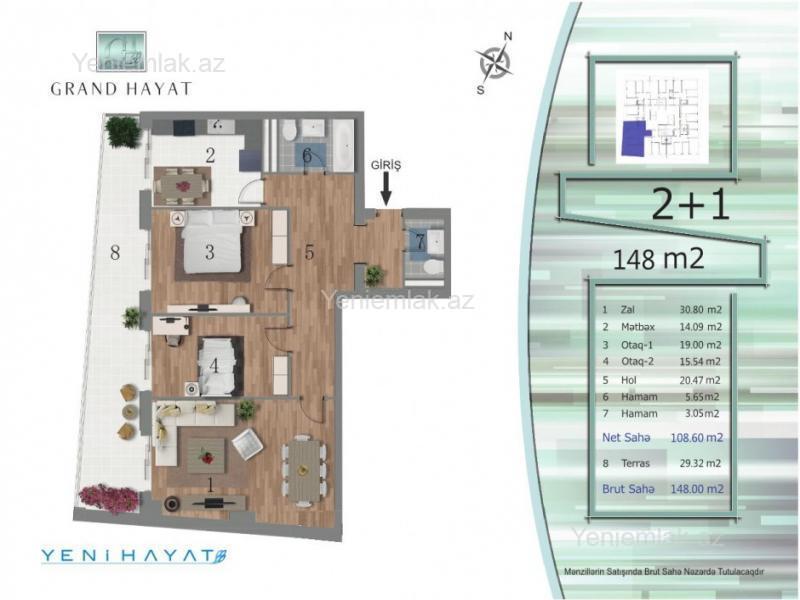 Yeniemlak.az
GRAND HAYAT
N
S
GİRİŞ
2
6
3
5
7
8
4
1
Yeniemlak.az
YENİHAYAT
2+1
148 m2
1 Zal 30.80 m2
2 Mətbəx 14.09 m2
3 Otaq-1 19.00 m2
4 Otaq-2 15.54 m2
5 Hol 20.47 m2
6 Hamam 5.65 m2
7 Hamam 3.05 m2
Net Sahə 108.60 m2
8 Terras 29.32 m2
Brut Sahə 148.00 m2
Yeniemlak.az
Mənzillərin Satışında Brut Sahə Nəzərdə Tutulacaqdır